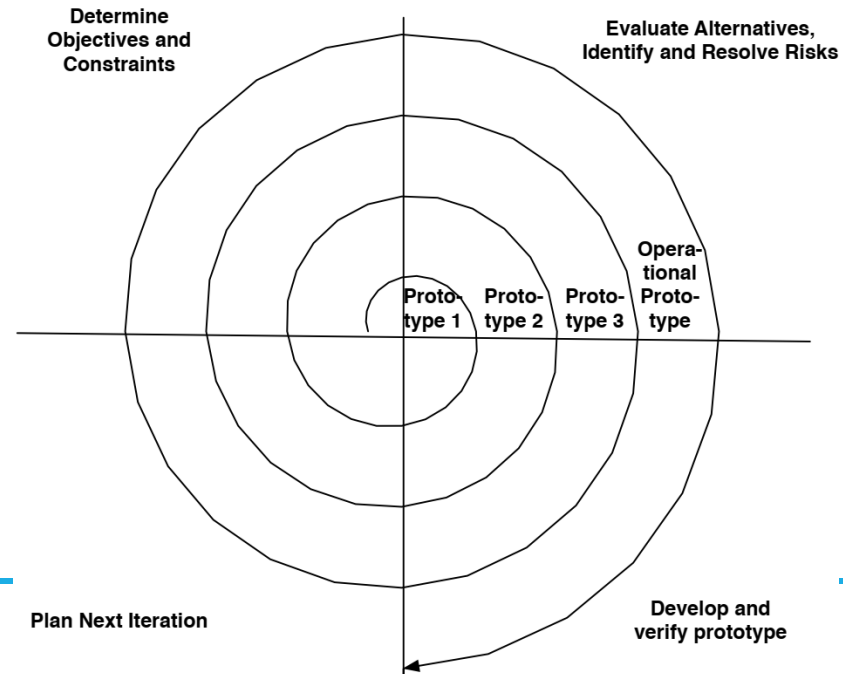 Determine
Objectives and
Constraints
Evaluate Alternatives,
Identify and Resolve Risks
Proto-
type 1
Proto-
type 2
Proto-
type 3
Opera-
tional
Proto-
type
Plan Next Iteration
Develop and
verify prototype